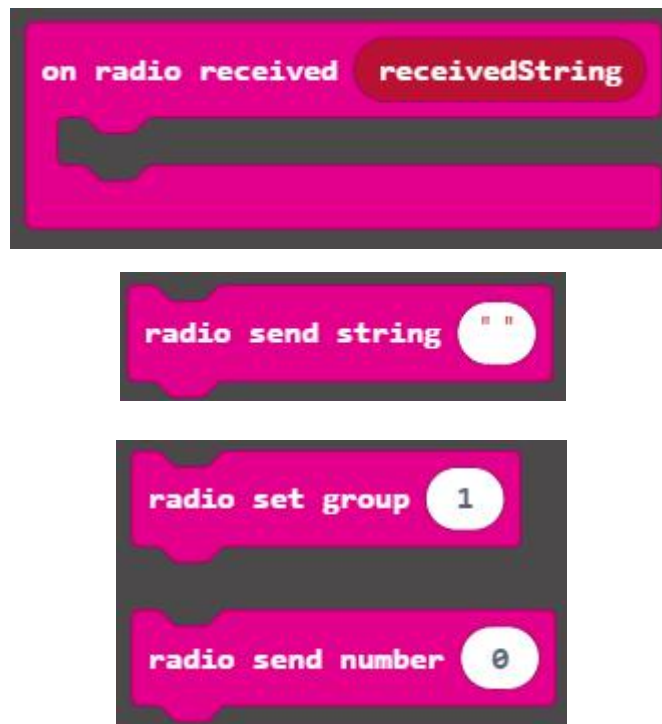 on radio received receivedString
radio send string " "
radio set group 1
radio send number 0